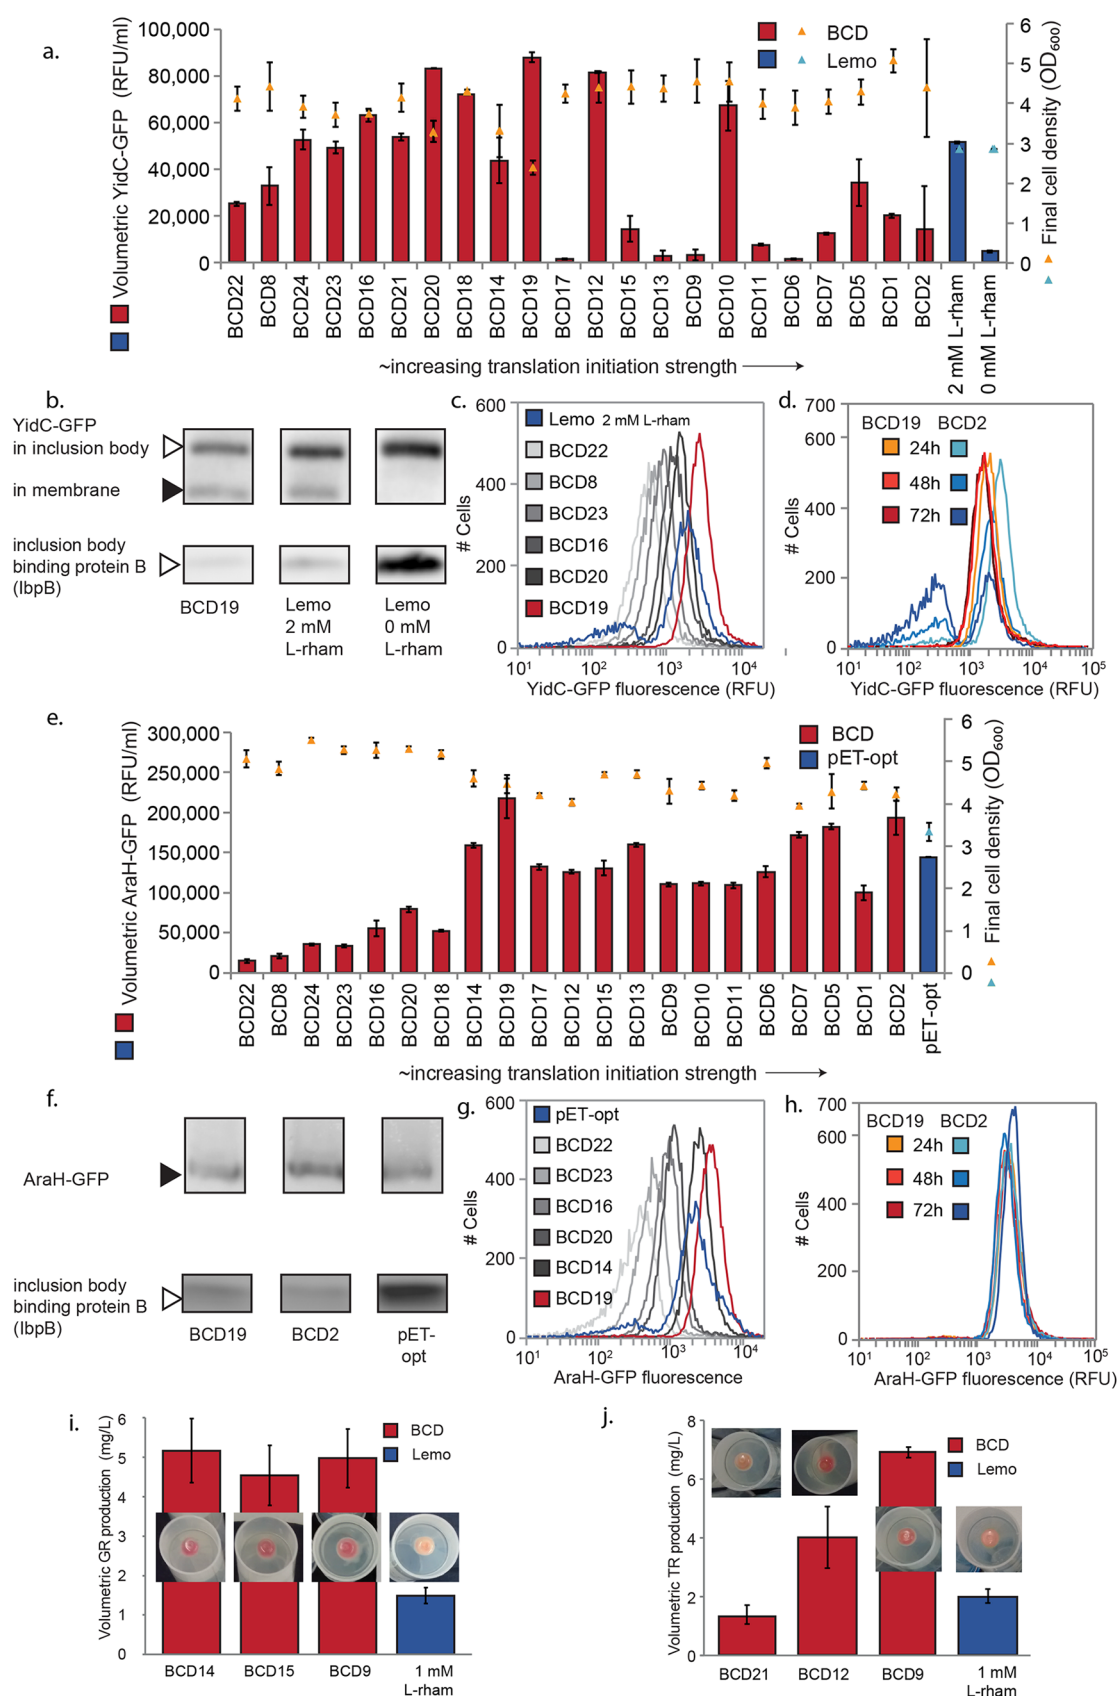 a.
Volumetric YidC-GFP (RFU/ml)
100,000
80,000
60,000
40,000
20,000
0
BCD
Lemo
6
5
4
3
2
1
0
Final cell density (OD600)
BCD22
BCD8
BCD24
BCD23
BCD16
BCD21
BCD20
BCD18
BCD14
BCD19
BCD17
BCD12
BCD15
BCD13
BCD9
BCD10
BCD11
BCD6
BCD7
BCD5
BCD1
BCD2
2 mM L-rham
0 mM L-rham
~increasing translation initiation strength
b.
YidC-GFP
in inclusion body
in membrane
inclusion body
binding protein B
(IbpB)
BCD19
Lemo
2 mM
L-rham
Lemo
0 mM
L-rham
c.
600
400
200
0
# Cells
Lemo 2 mM L-rham
BCD22
BCD8
BCD23
BCD16
BCD20
BCD19
10¹ 10² 10³ 10⁴
YidC-GFP fluorescence (RFU)
d.
700
600
400
200
0
# Cells
BCD19 BCD2
24h
48h
72h
10¹ 10² 10³ 10⁴ 10⁵
YidC-GFP fluorescence (RFU)
e.
Volumetric AraH-GFP (RFU/ml)
300,000
250,000
200,000
150,000
100,000
50,000
0
BCD
pET-opt
6
5
4
3
2
1
0
Final cell density (OD600)
BCD22
BCD8
BCD24
BCD23
BCD16
BCD20
BCD18
BCD14
BCD19
BCD17
BCD12
BCD15
BCD13
BCD9
BCD10
BCD11
BCD6
BCD7
BCD5
BCD1
BCD2
pET-opt
~increasing translation initiation strength
f.
AraH-GFP
inclusion body
binding protein B
(IbpB)
BCD19
BCD2
pET-
opt
g.
600
400
200
0
# Cells
pET-opt
BCD22
BCD23
BCD16
BCD20
BCD14
BCD19
10¹ 10² 10³ 10⁴
AraH-GFP fluorescence
h.
700
600
400
200
0
# Cells
BCD19 BCD2
24h
48h
72h
10¹ 10² 10³ 10⁴ 10⁵
AraH-GFP fluorescence (RFU)
i.
Volumetric GR production (mg/L)
6
5
4
3
2
1
0
BCD
Lemo
BCD14
BCD15
BCD9
1 mM
L-rham
j.
Volumetric TR production (mg/L)
8
6
4
2
0
BCD
Lemo
BCD21
BCD12
BCD9
1 mM
L-rham